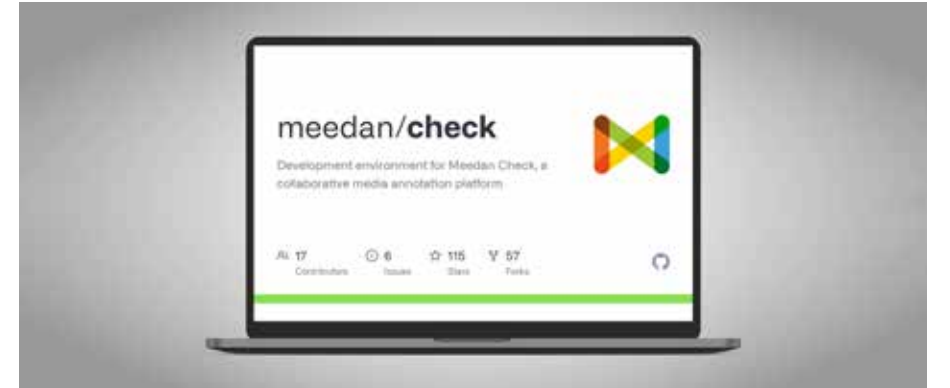 meedan/check
Development environment for Meedan Check, a
collaborative media annotation platform
17 6 115 57
Contributors Issues Stars Forks